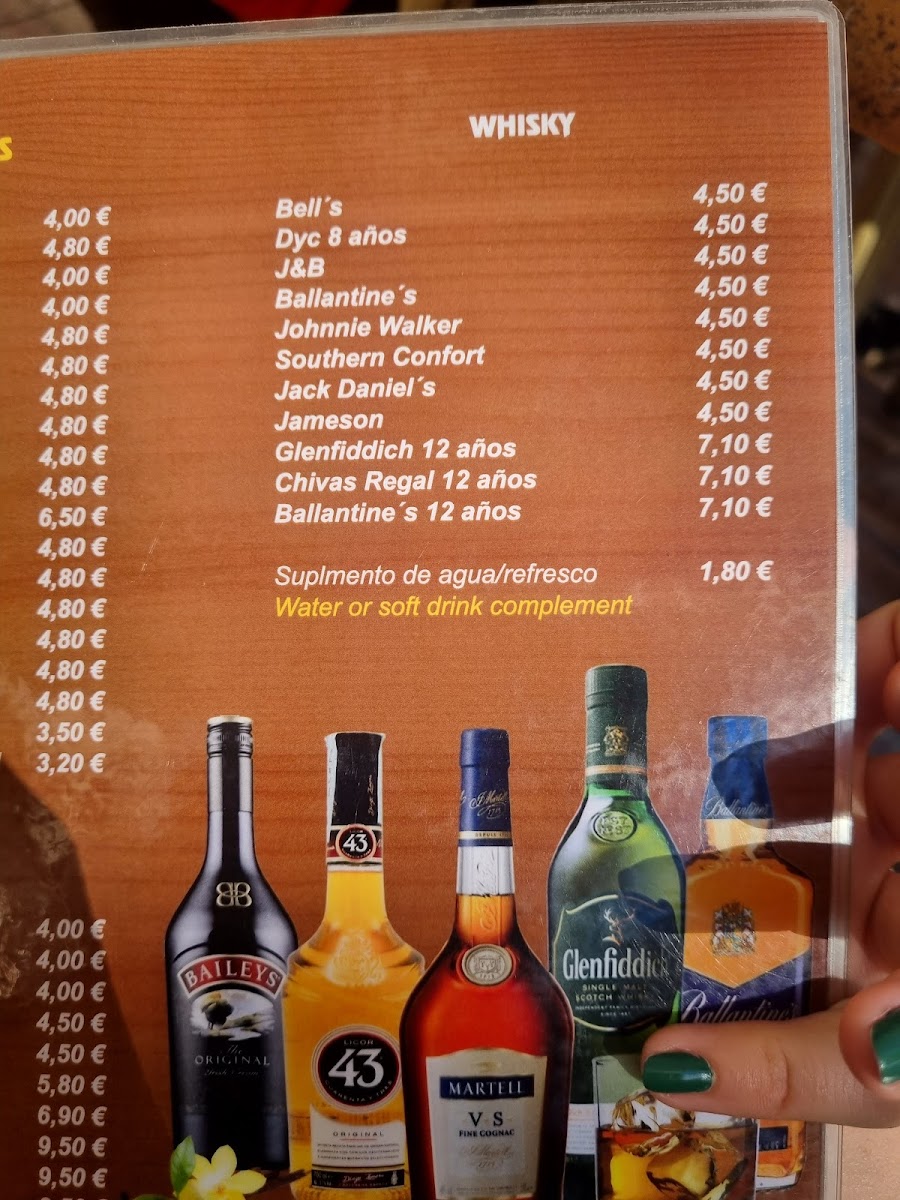 S
WHISKY
4,00 €
4,80 €
4,00 €
4,00 €
4,80 €
4,80 €
4,80 €
4,80 €
4,80 €
4,80 €
6,50 €
4,80 €
4,80 €
4,80 €
4,80 €
4,80 €
4,80 €
3,50 €
3,20 €
4,00 €
4,00 €
4,00 €
4,50 €
4,50 €
5,80 €
6,90 €
9,50 €
9,50 €
Bell´s 4,50 €
Dyc 8 años 4,50 €
J&B 4,50 €
Ballantine´s 4,50 €
Johnnie Walker 4,50 €
Southern Confort 4,50 €
Jack Daniel´s 4,50 €
Jameson 4,50 €
Glenfiddich 12 años 7,10 €
Chivas Regal 12 años 7,10 €
Ballantine´s 12 años 7,10 €
Suplmento de agua/refresco 1,80 €
Water or soft drink complement
BAILEYS
The
ORIGINAL
43
LICOR
43
ORIGINAL
DEPUIS 1715
MARTELL
VS
FINE COGNAC
Glenfiddich
SINGLE MALT
SCOTCH WHISKY
Ballantine's
Ballantine's